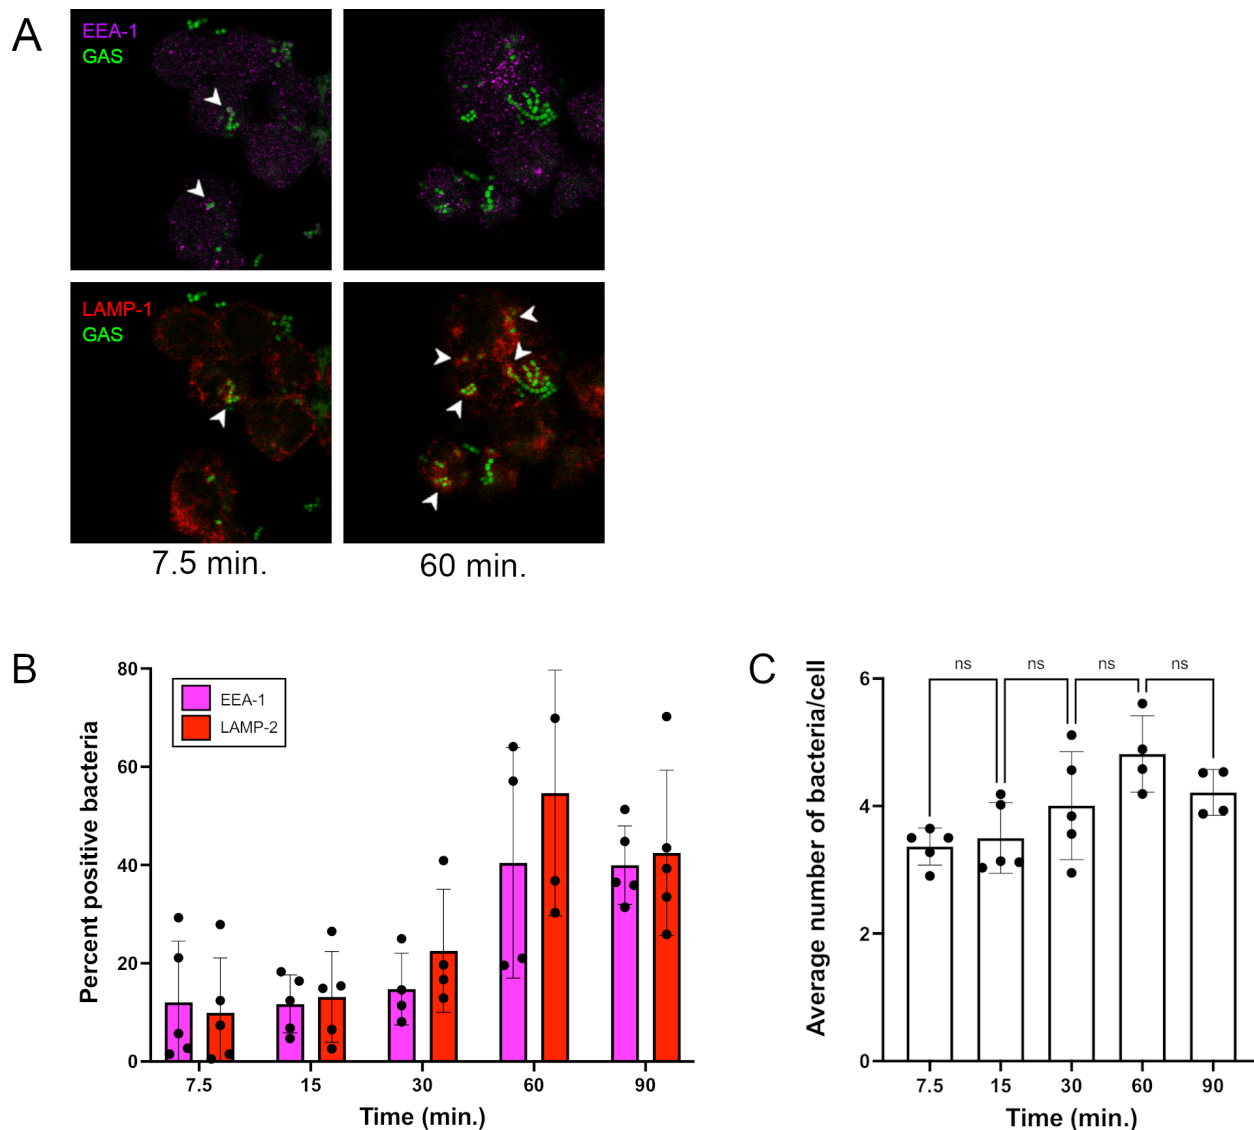 A
EEA-1
GAS
LAMP-1
GAS
7.5 min.
60 min.
B
Percent positive bacteria
80
60
40
20
0
EEA-1
LAMP-2
7.5
15
30
60
90
Time (min.)
C
Average number of bacteria/cell
ns
ns
ns
ns
6
4
2
0
7.5
15
30
60
90
Time (min.)